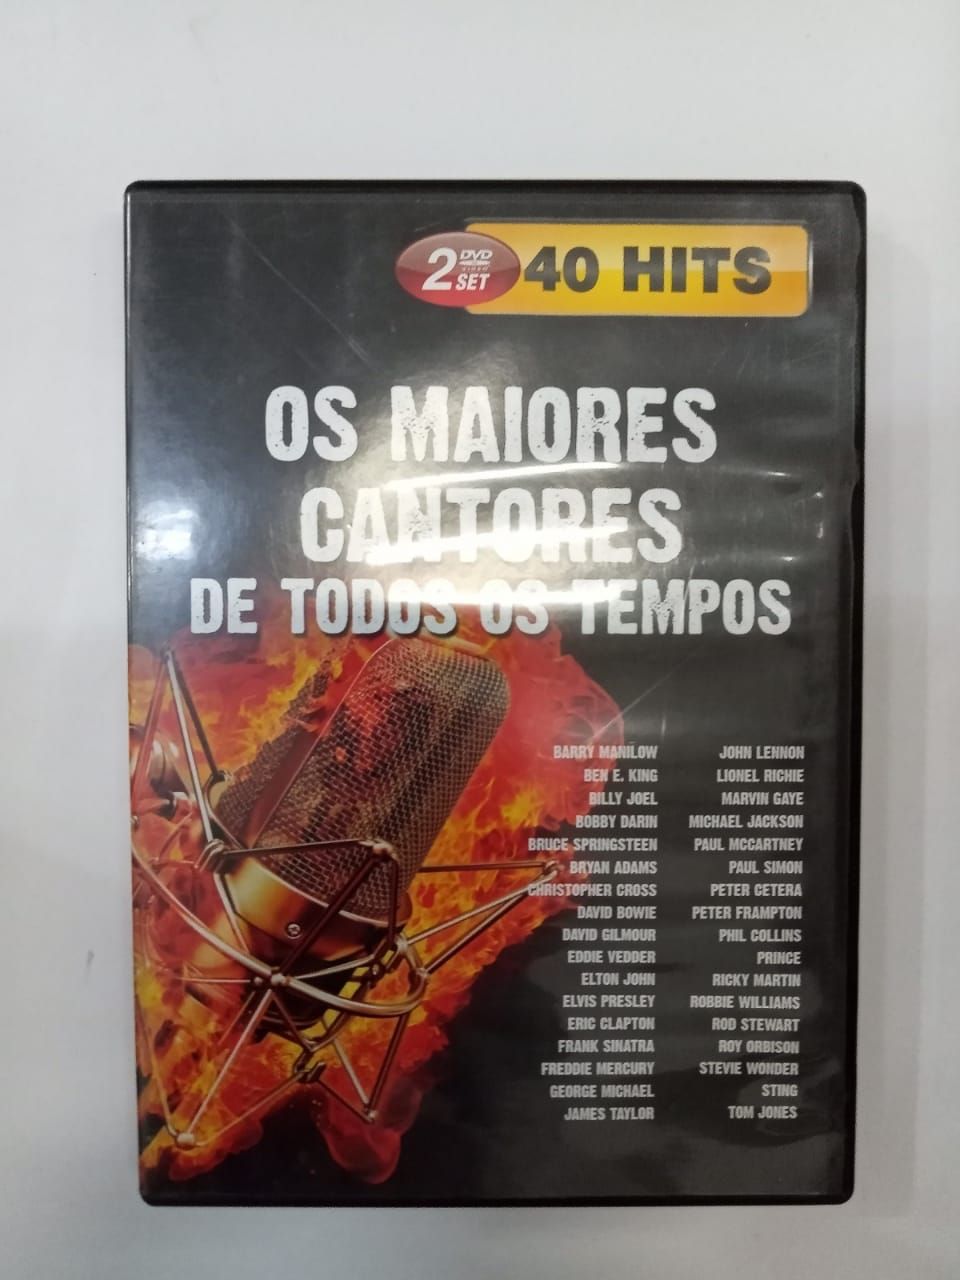 2 DVD VIDEO SET 40 HITS
OS MAIORES
CANTORES
DE TODOS OS TEMPOS
BARRY MANILOW
BEN E. KING
BILLY JOEL
BOBBY DARIN
BRUCE SPRINGSTEEN
BRYAN ADAMS
CHRISTOPHER CROSS
DAVID BOWIE
DAVID GILMOUR
EDDIE VEDDER
ELTON JOHN
ELVIS PRESLEY
ERIC CLAPTON
FRANK SINATRA
FREDDIE MERCURY
GEORGE MICHAEL
JAMES TAYLOR
JOHN LENNON
LIONEL RICHIE
MARVIN GAYE
MICHAEL JACKSON
PAUL MCCARTNEY
PAUL SIMON
PETER CETERA
PETER FRAMPTON
PHIL COLLINS
PRINCE
RICKY MARTIN
ROBBIE WILLIAMS
ROD STEWART
ROY ORBISON
STEVIE WONDER
STING
TOM JONES